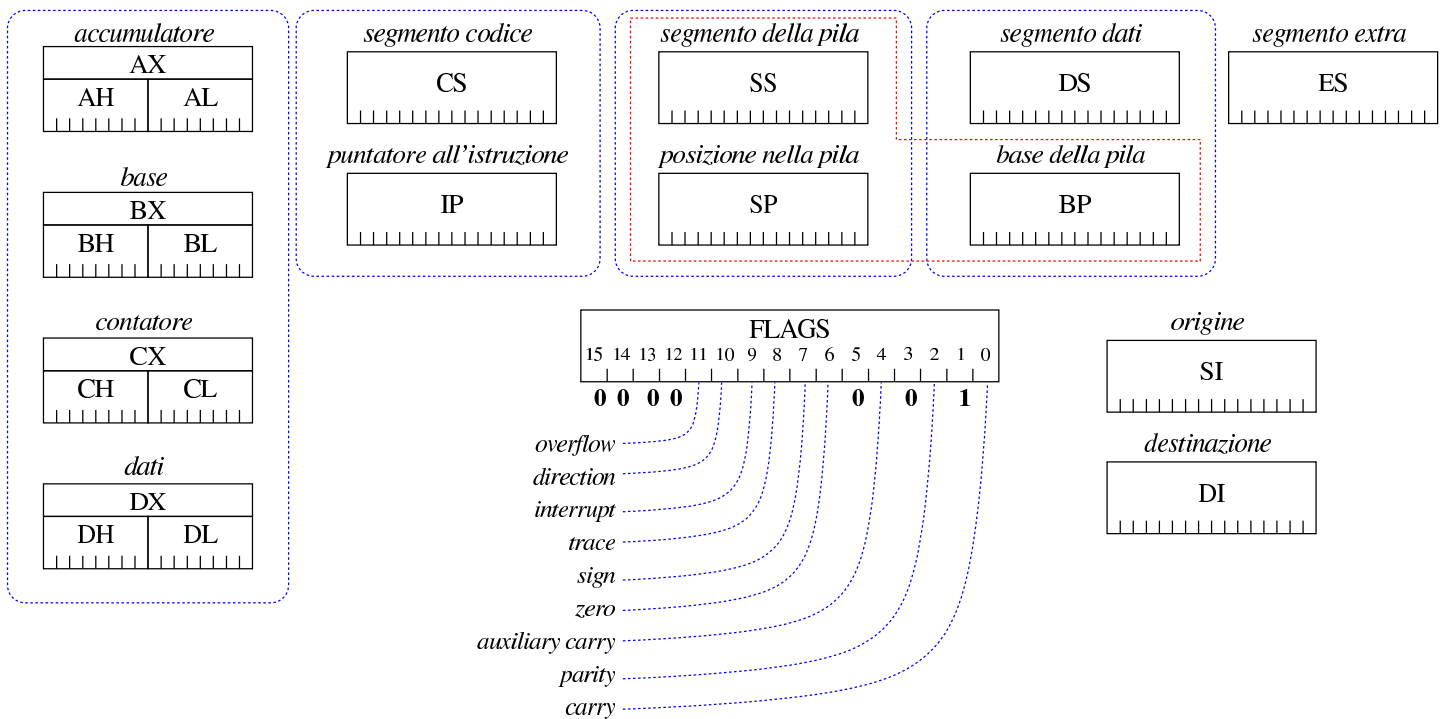 accumulatore
AX
AH AL
base
BX
BH BL
contatore
CX
CH CL
dati
DX
DH DL
segmento codice
CS
puntatore all'istruzione
IP
segmento della pila
SS
posizione nella pila
SP
segmento dati
DS
base della pila
BP
segmento extra
ES
FLAGS
15 14 13 12 11 10 9 8 7 6 5 4 3 2 1 0
0 0 0 0 0 0 1
overflow
direction
interrupt
trace
sign
zero
auxiliary carry
parity
carry
origine
SI
destinazione
DI